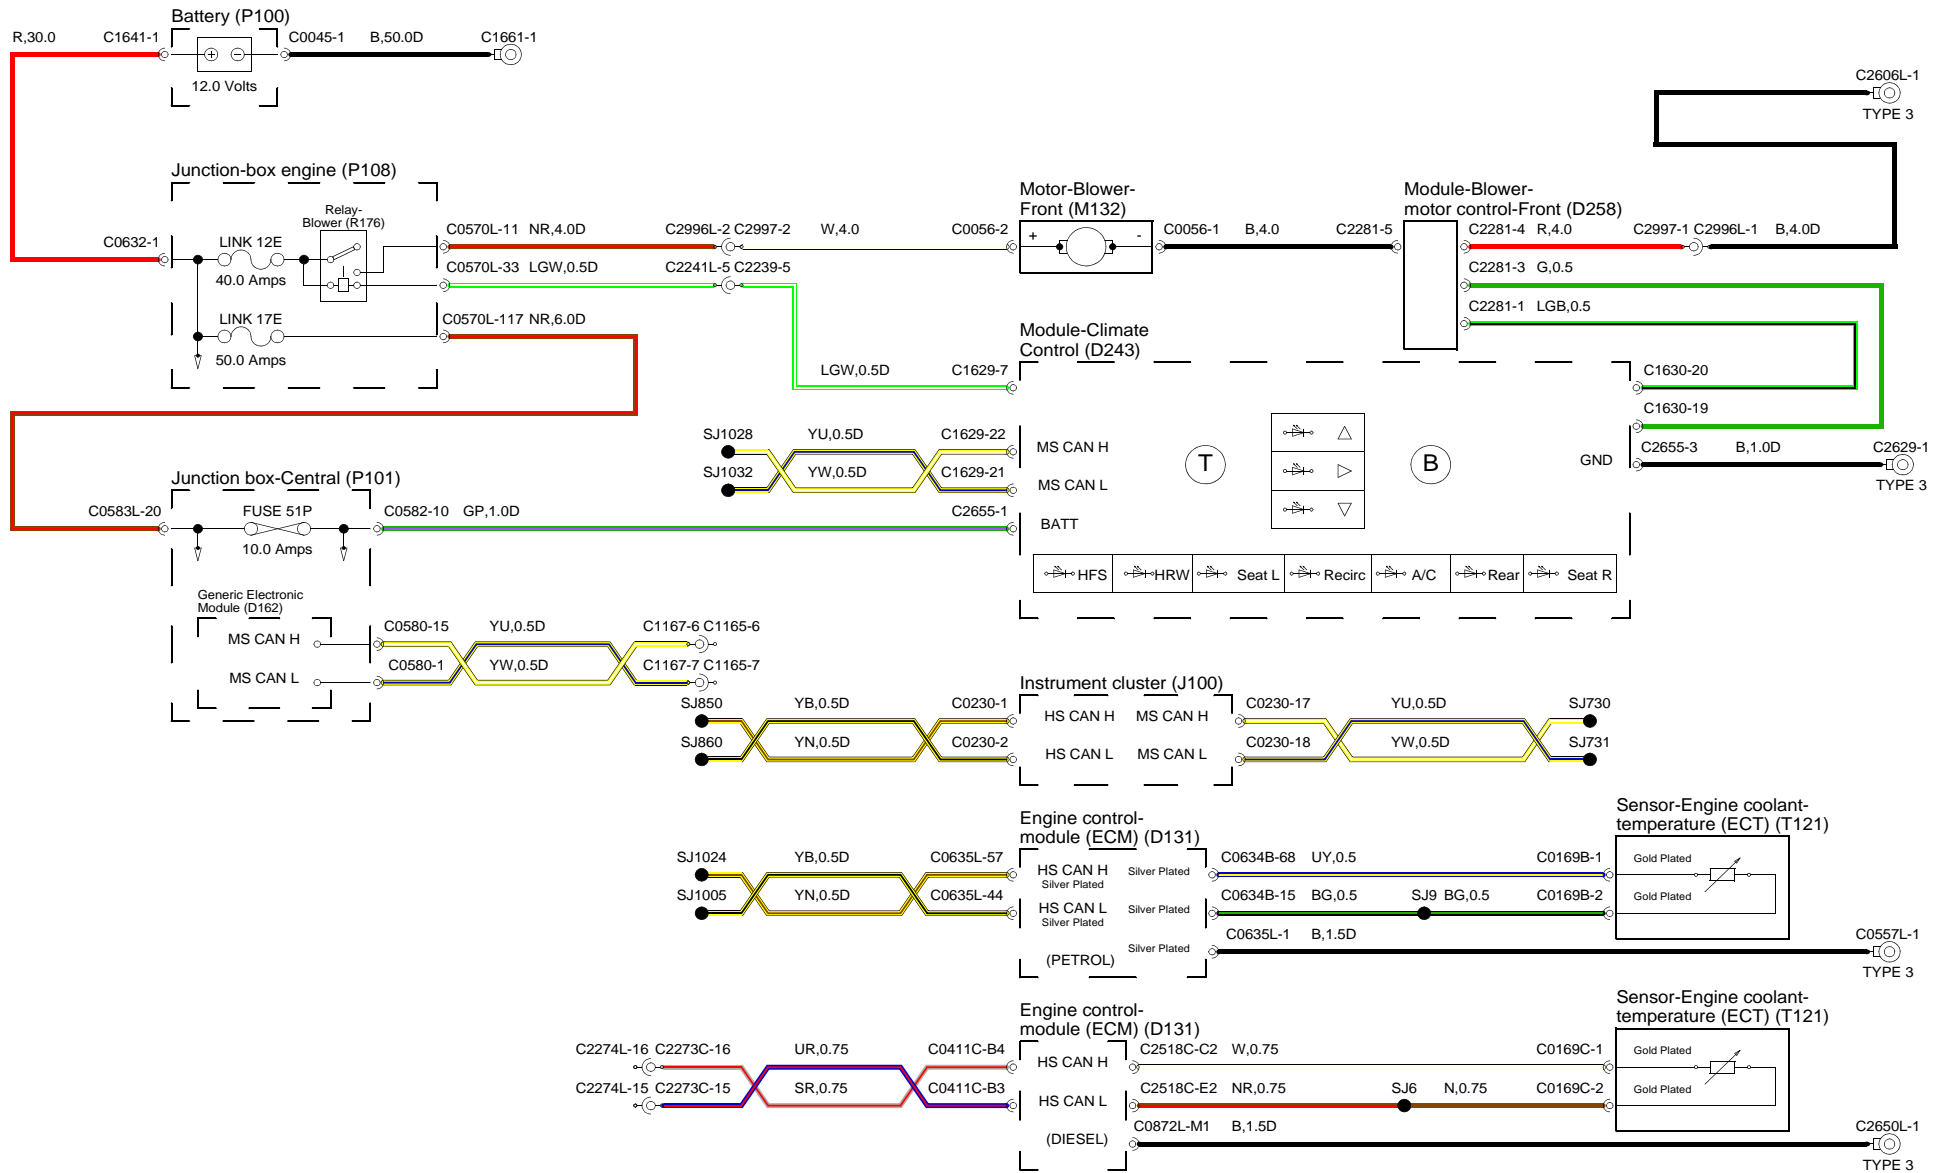 Battery (P100)
R,30.0 C1641-1 C0045-1 B,50.0D C1661-1
+ -
12.0 Volts
C2606L-1
TYPE 3
Junction-box engine (P108)
Relay-
Blower (R176)
C0632-1 LINK 12E
40.0 Amps
LINK 17E
50.0 Amps
C0570L-11 NR,4.0D C2996L-2 C2997-2 W,4.0 C0056-2
C0570L-33 LGW,0.5D C2241L-5 C2239-5
C0570L-117 NR,6.0D
Motor-Blower-
Front (M132)
+ -
C0056-1 B,4.0 C2281-5
Module-Blower-
motor control-Front (D258)
C2281-4 R,4.0 C2997-1 C2996L-1 B,4.0D
C2281-3 G,0.5
C2281-1 LGB,0.5
Module-Climate
Control (D243)
LGW,0.5D C1629-7
C1630-20
C1630-19
SJ1028 YU,0.5D C1629-22 MS CAN H
SJ1032 YW,0.5D C1629-21 MS CAN L
BATT
T B
GND C2655-3 B,1.0D C2629-1
TYPE 3
HFS HRW Seat L Recirc A/C Rear Seat R
Junction box-Central (P101)
C0583L-20 FUSE 51P C0582-10 GP,1.0D C2655-1
10.0 Amps
Generic Electronic
Module (D162)
MS CAN H C0580-15 YU,0.5D C1167-6 C1165-6
MS CAN L C0580-1 YW,0.5D C1167-7 C1165-7
Instrument cluster (J100)
SJ850 YB,0.5D C0230-1 HS CAN H MS CAN H C0230-17 YU,0.5D SJ730
SJ860 YN,0.5D C0230-2 HS CAN L MS CAN L C0230-18 YW,0.5D SJ731
Engine control-
module (ECM) (D131)
SJ1024 YB,0.5D C0635L-57 HS CAN H Silver Plated C0634B-68 UY,0.5 C0169B-1
Silver Plated
SJ1005 YN,0.5D C0635L-44 HS CAN L Silver Plated C0634B-15 BG,0.5 SJ9 BG,0.5 C0169B-2
Silver Plated
(PETROL) Silver Plated C0635L-1 B,1.5D C0557L-1
TYPE 3
Sensor-Engine coolant-
temperature (ECT) (T121)
Gold Plated
Gold Plated
Engine control-
module (ECM) (D131)
C2274L-16 C2273C-16 UR,0.75 C0411C-B4 HS CAN H C2518C-C2 W,0.75 C0169C-1
C2274L-15 C2273C-15 SR,0.75 C0411C-B3 HS CAN L C2518C-E2 NR,0.75 SJ6 N,0.75 C0169C-2
(DIESEL) C0872L-M1 B,1.5D C2650L-1
TYPE 3
Sensor-Engine coolant-
temperature (ECT) (T121)
Gold Plated
Gold Plated